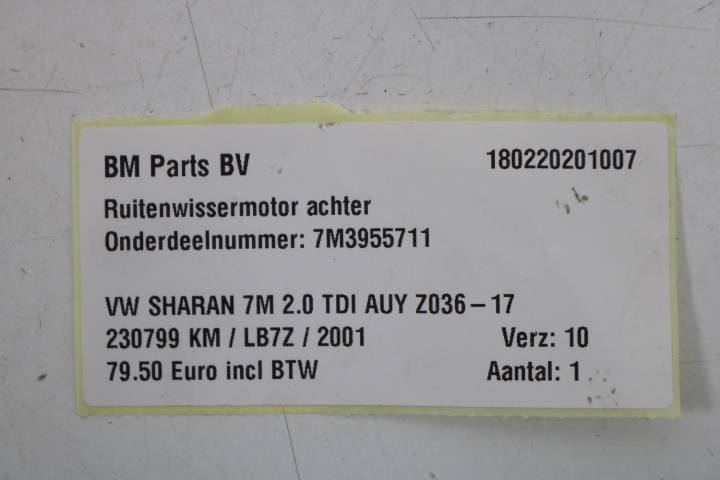 BM Parts BV 180220201007
Ruitenwissermotor achter
Onderdeelnummer: 7M3955711
VW SHARAN 7M 2.0 TDI AUY Z036-17
230799 KM / LB7Z / 2001 Verz: 10
79.50 Euro incl BTW Aantal: 1